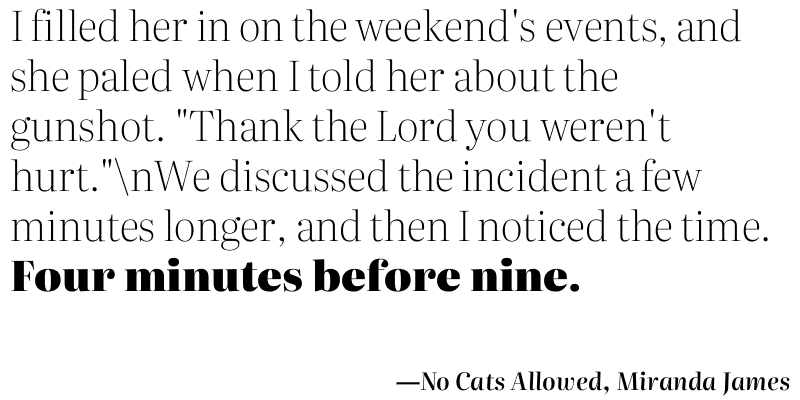 I filled her in on the weekend's events, and
she paled when I told her about the
gunshot. "Thank the Lord you weren't
hurt."\nWe discussed the incident a few
minutes longer, and then I noticed the time.
Four minutes before nine.
—No Cats Allowed, Miranda James